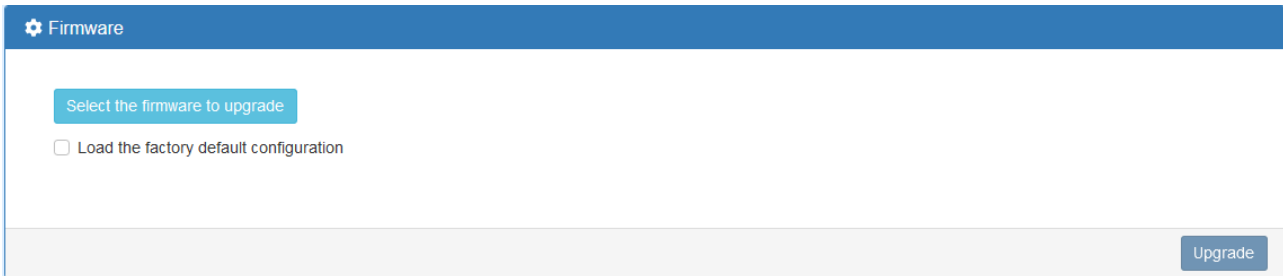 Firmware
Select the firmware to upgrade
Load the factory default configuration
Upgrade